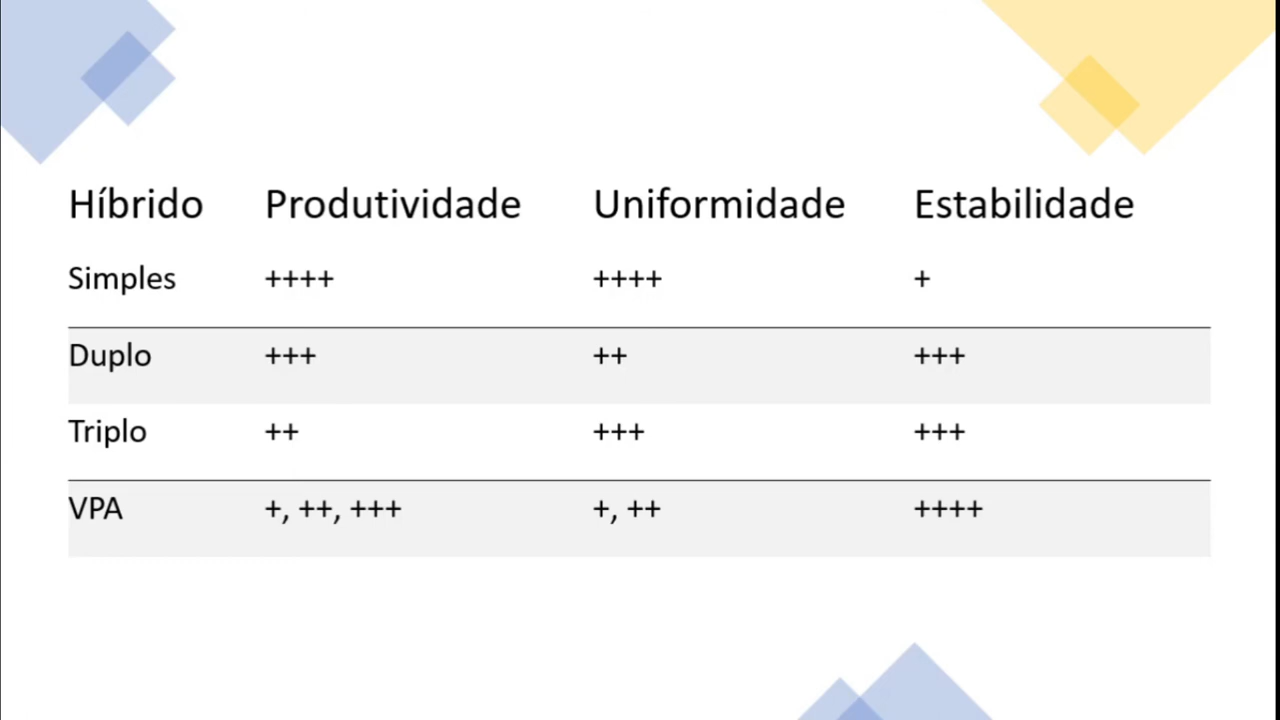 Híbrido Produtividade Uniformidade Estabilidade
Simples ++++ ++++ +
Duplo +++ ++ +++
Triplo ++ +++ +++
VPA +, ++, +++ +, ++ ++++